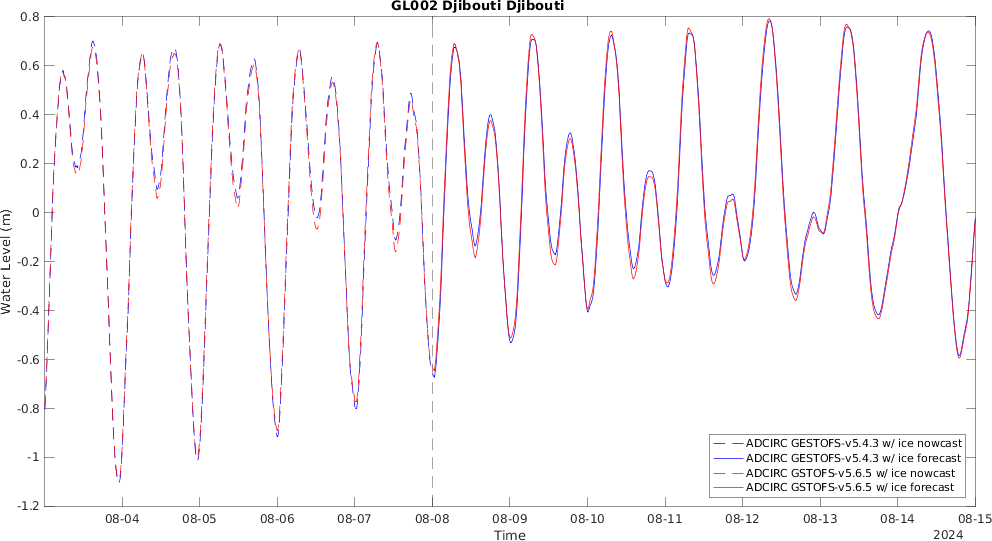 GL002 Djibouti Djibouti
0.8
0.6
0.4
0.2
0
-0.2
-0.4
-0.6
-0.8
-1
-1.2
Water Level (m)
ADCIRC GESTOFS-v5.4.3 w/ ice nowcast
ADCIRC GESTOFS-v5.4.3 w/ ice forecast
ADCIRC GSTOFS-v5.6.5 w/ ice nowcast
ADCIRC GSTOFS-v5.6.5 w/ ice forecast
08-04 08-05 08-06 08-07 08-08 08-09 08-10 08-11 08-12 08-13 08-14 08-15
Time
2024